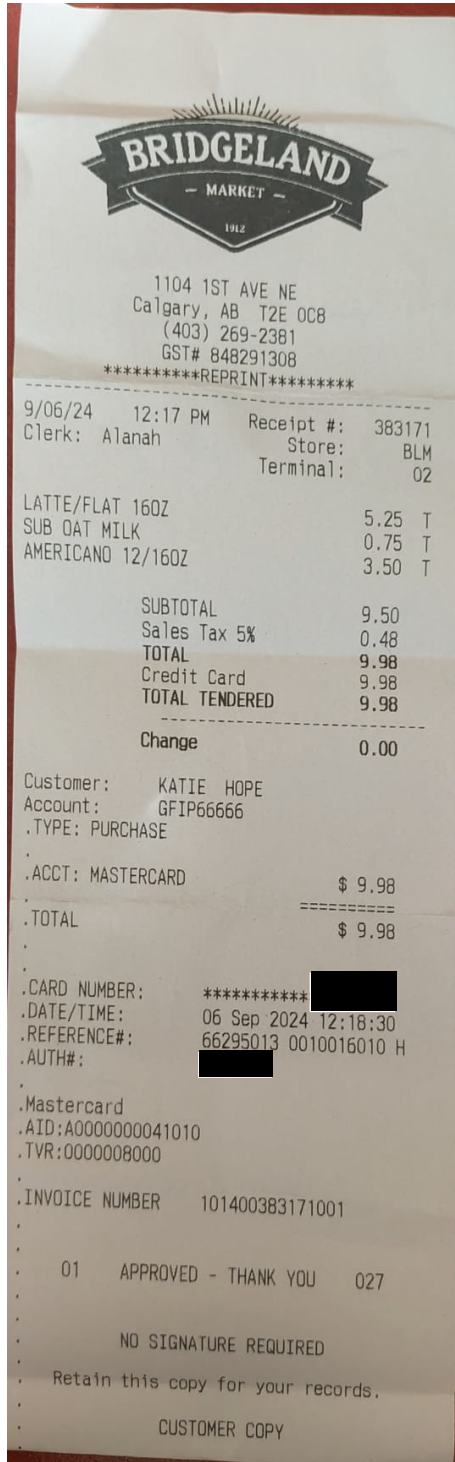 BRIDGELAND
— MARKET —
1912
1104 1ST AVE NE
Calgary, AB  T2E 0C8
(403) 269-2381
GST# 848291308
**********REPRINT*********
9/06/24    12:17 PM    Receipt #:    383171
Clerk:  Alanah    Store:    BLM
Terminal:    02
LATTE/FLAT 16OZ    5.25  T
SUB OAT MILK    0.75  T
AMERICANO 12/16OZ    3.50  T
SUBTOTAL    9.50
Sales Tax 5%    0.48
TOTAL    9.98
Credit Card    9.98
TOTAL TENDERED    9.98
Change    0.00
Customer:    KATIE  HOPE
Account:    GFIP66666
.TYPE: PURCHASE
.
.ACCT: MASTERCARD    $ 9.98
.    ==========
.TOTAL    $ 9.98
.
.
.CARD NUMBER:    ***********
.DATE/TIME:    06 Sep 2024 12:18:30
.REFERENCE#:    66295013 0010016010 H
.AUTH#:
.
.Mastercard
.AID:A0000000041010
.TVR:0000008000
.
.INVOICE NUMBER    101400383171001
.
.
.    01    APPROVED - THANK YOU    027
.
.
.    NO SIGNATURE REQUIRED
.
.    Retain this copy for your records.
.
.    CUSTOMER COPY